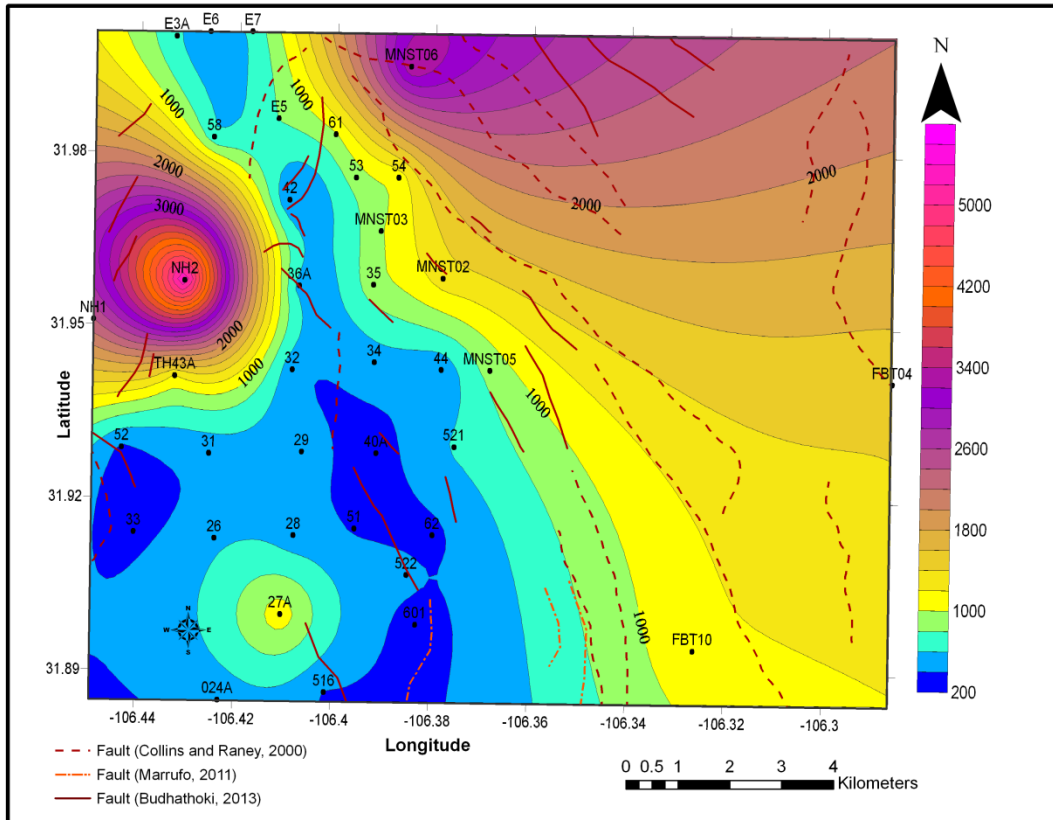 E3A E6 E7
N
MNST06
1000
1000
E5
58
61
31.98
2000
53
54
2000
5000
42
3000
2000
MNST03
NH2
36A
35
MNST02
4200
NH1
31.95
2000
TH43A
1000
32
34
44
MNST05
FBT04
3400
Latitude
1000
52
31
29
40A
521
2600
31.92
33
26
28
51
62
1800
522
27A
601
1000
1000
N
W E
S
FBT10
31.89
024A
516
200
-106.44 -106.42 -106.4 -106.38 -106.36 -106.34 -106.32 -106.3
Longitude
Fault (Collins and Raney, 2000)
Fault (Marrufo, 2011)
Fault (Budhathoki, 2013)
0 0.5 1 2 3 4
Kilometers